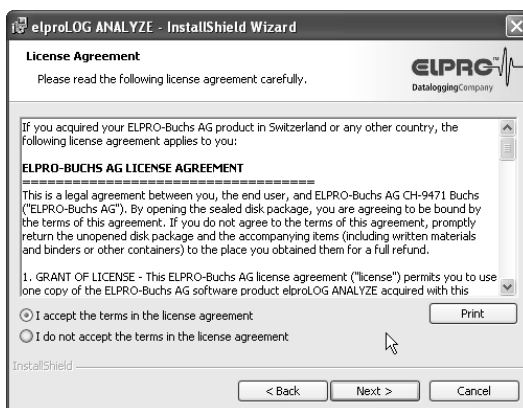 elproLOG ANALYZE - InstallShield Wizard
License Agreement
Please read the following license agreement carefully.
ELPRO
DataloggingCompany
If you acquired your ELPRO-Buchs AG product in Switzerland or any other country, the
following license agreement applies to you:
ELPRO-BUCHS AG LICENSE AGREEMENT
=====================================
This is a legal agreement between you, the end user, and ELPRO-Buchs AG CH-9471 Buchs
("ELPRO-Buchs AG"). By opening the sealed disk package, you are agreeing to be bound by
the terms of this agreement. If you do not agree to the terms of this agreement, promptly
return the unopened disk package and the accompanying items (including written materials
and binders or other containers) to the place you obtained them for a full refund.
1. GRANT OF LICENSE - This ELPRO-Buchs AG license agreement ("license") permits you to use
one copy of the ELPRO-Buchs AG software product elproLOG ANALYZE acquired with this
I accept the terms in the license agreement
Print
I do not accept the terms in the license agreement
InstallShield
< Back
Next >
Cancel